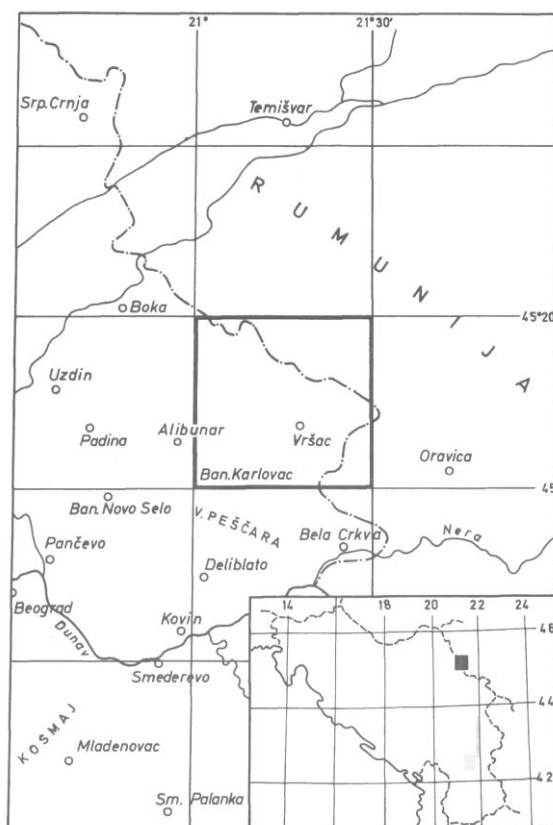 21°
21°30'
Srp. Crnja
Temišvar
RUMUNIJA
Boka
45°20
Uzdin
Padina
Alibunar
Vršac
Oravica
Ban. Karlovac
45
Ban. Novo Selo
V. PEŠČARA
Bela Crkva
Nera
Pančevo
Deliblato
Beograd
Dunav
Kovin
Smederevo
KOSMAJ
Mladenovac
Sm. Palanka
14 16 18 20 22 24
46
44
42